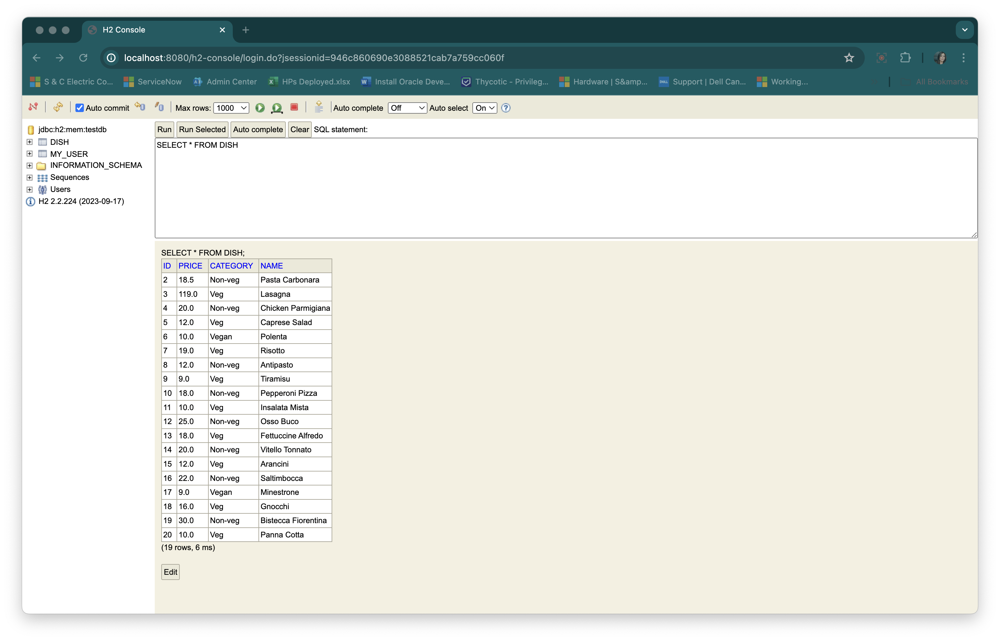 H2 Console
localhost:8080/h2-console/login.do?jsessionid=946c860690e3088521cab7a759cc060f
S & C Electric Co... ServiceNow Admin Center HPs Deployed.xlsx Install Oracle Deve... Thycotic - Privileg... Hardware | S&amp... Support | Dell Can... Working... All Bookmarks
Auto commit Max rows: 1000 Auto complete Off Auto select On
jdbc:h2:mem:testdb
DISH
MY_USER
INFORMATION_SCHEMA
Sequences
Users
H2 2.2.224 (2023-09-17)
Run Run Selected Auto complete Clear SQL statement:
SELECT * FROM DISH
SELECT * FROM DISH;
ID PRICE CATEGORY NAME
2 18.5 Non-veg Pasta Carbonara
3 119.0 Veg Lasagna
4 20.0 Non-veg Chicken Parmigiana
5 12.0 Veg Caprese Salad
6 10.0 Vegan Polenta
7 19.0 Veg Risotto
8 12.0 Non-veg Antipasto
9 9.0 Veg Tiramisu
10 18.0 Non-veg Pepperoni Pizza
11 10.0 Veg Insalata Mista
12 25.0 Non-veg Osso Buco
13 18.0 Veg Fettuccine Alfredo
14 20.0 Non-veg Vitello Tonnato
15 12.0 Veg Arancini
16 22.0 Non-veg Saltimbocca
17 9.0 Vegan Minestrone
18 16.0 Veg Gnocchi
19 30.0 Non-veg Bistecca Fiorentina
20 10.0 Veg Panna Cotta
(19 rows, 6 ms)
Edit